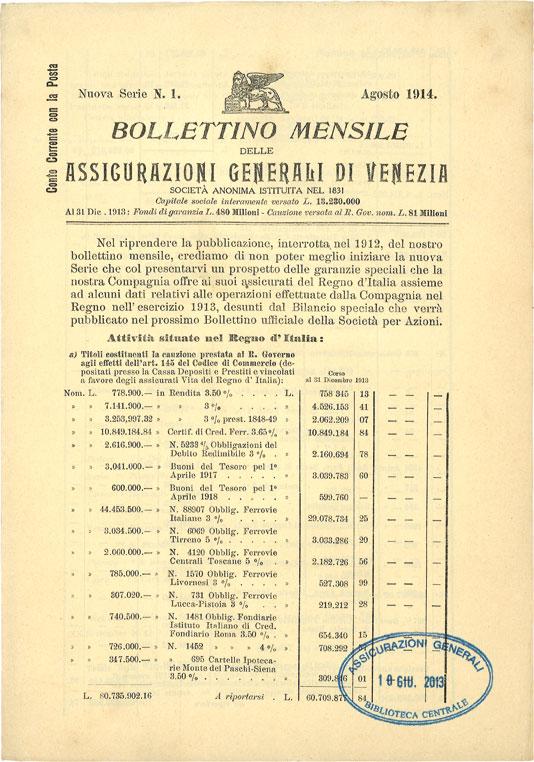 Conto Corrente con la Posta
Nuova Serie N. 1. Agosto 1914.
BOLLETTINO MENSILE
DELLE
ASSICURAZIONI GENERALI DI VENEZIA
SOCIETÀ ANONIMA ISTITUITA NEL 1831
Capitale sociale interamente versato L. 13.230.000
Al 31 Dic. 1913: Fondi di garanzia L. 480 Milioni - Cauzione versata al R. Gov. nom. L. 81 Milioni
Nel riprendere la pubblicazione, interrotta nel 1912, del nostro
bollettino mensile, crediamo di non poter meglio iniziare la nuova
Serie che col presentarvi un prospetto delle garanzie speciali che la
nostra Compagnia offre ai suoi assicurati del Regno d'Italia assieme
ad alcuni dati relativi alle operazioni effettuate dalla Compagnia nel
Regno nell'esercizio 1913, desunti dal Bilancio speciale che verrà
pubblicato nel prossimo Bollettino ufficiale della Società per Azioni.
Attività situate nel Regno d'Italia:
a) Titoli costituenti la cauzione prestata al R. Governo
agli effetti dell'art. 145 del Codice di Commercio (de-
positati presso la Cassa Depositi e Prestiti e vincolati
a favore degli assicurati Vita del Regno d'Italia):
Corso
al 31 Dicembre 1913
Nom. L. 778.900.— in Rendita 3.50 % . . . . L. 758 345 13
» » 7.141.900.— » » 3 % . . . . . » 4.526.153 41
» » 3.253,997.32 » » 3 % prest. 1848-49 » 2.062.209 07
» » 10.849,184.84 » Certif. di Cred. Ferr. 3.65 % . » 10.849,184 84
» » 2.616,900.— » N. 5233 % Obbligazioni del
Debito Redimibile 3 % . » 2.160.694 78
» » 3,041.000.— » Buoni del Tesoro pel 1º
Aprile 1917 . . . . . » 3.039.783 60
» » 600.000.— » Buoni del Tesoro pel 1º
Aprile 1918 . . . . . » 599.760 —
» » 44.453.500.— » N. 88907 Obblig. Ferrovie
Italiane 3 % . . . . . » 29.078,734 25
» » 3.034.500.— » N. 6069 Obblig. Ferrovie
Tirreno 5 % . . . . . » 3.033.286 20
» » 2.060.000.— » N. 4120 Obblig. Ferrovie
Centrali Toscane 5 % . » 2.182.726 56
» » 785.000.— » N. 1570 Obblig. Ferrovie
Livornesi 3 % . . . . » 527.308 99
» » 307.020.— » N. 731 Obblig. Ferrovie
Lucca-Pistoia 3 % . . . » 219.212 28
» » 740.500.— » N. 1481 Obblig. Fondiarie
Istituto Italiano di Cred.
Fondiario Roma 3.50 % . » 654.340 15
» » 726.000.— » N. 1452 » » 4 % » 708.292
» » 347.500.— » » 695 Cartelle Ipoteca-
rie Monte del Paschi-Siena
3.50 % . . . . . . . » 309.846 01
L. 80.735.902.16 A riportarsi . L. 60.709.877 84
ASSICURAZIONI GENERALI
10 GIU. 2013
BIBLIOTECA CENTRALE